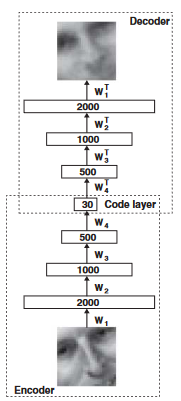 Decoder
W₁ᵀ
2000
W₂ᵀ
1000
W₃ᵀ
500
W₄ᵀ
30 Code layer
W₄
500
W₃
1000
W₂
2000
W₁
Encoder